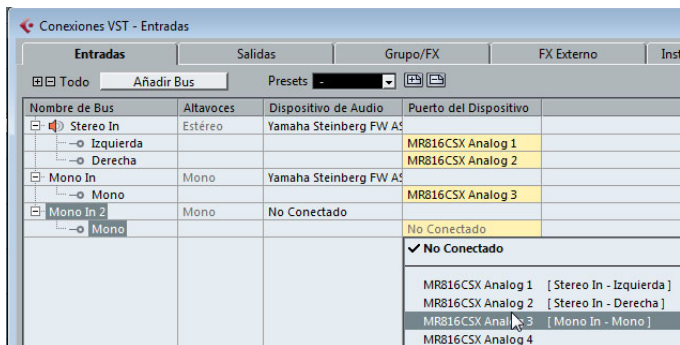 Conexiones VST - Entradas
Entradas Salidas Grupo/FX FX Externo Inst
Todo Añadir Bus Presets -
Nombre de Bus Altavoces Dispositivo de Audio Puerto del Dispositivo
Stereo In Estéreo Yamaha Steinberg FW AS
Izquierda MR816CSX Analog 1
Derecha MR816CSX Analog 2
Mono In Mono Yamaha Steinberg FW AS
Mono MR816CSX Analog 3
Mono In 2 Mono No Conectado
Mono No Conectado
✓ No Conectado
MR816CSX Analog 1 [ Stereo In - Izquierda ]
MR816CSX Analog 2 [ Stereo In - Derecha ]
MR816CSX Analog 3 [ Mono In - Mono ]
MR816CSX Analog 4